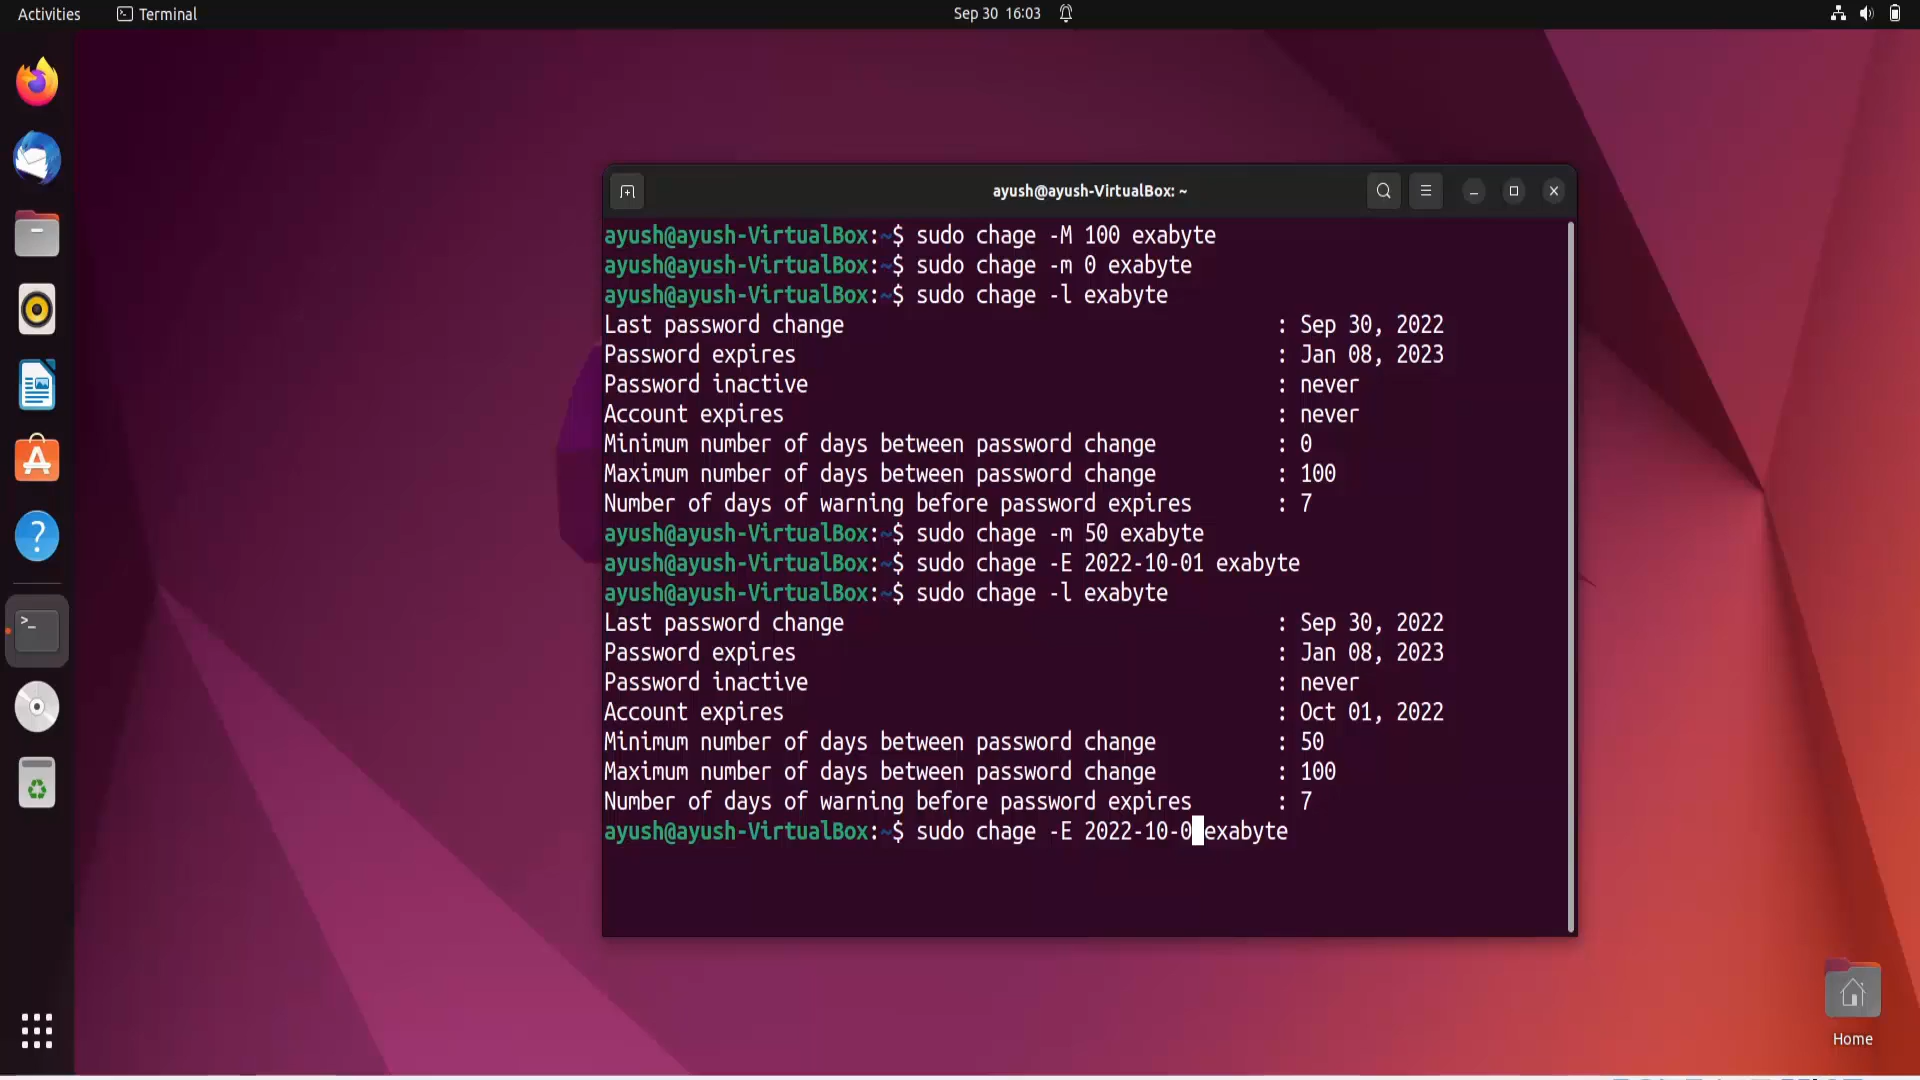 Activities
Terminal
Sep 30 16:03
ayush@ayush-VirtualBox: ~
ayush@ayush-VirtualBox:~$ sudo chage -M 100 exabyte
ayush@ayush-VirtualBox:~$ sudo chage -m 0 exabyte
ayush@ayush-VirtualBox:~$ sudo chage -l exabyte
Last password change : Sep 30, 2022
Password expires : Jan 08, 2023
Password inactive : never
Account expires : never
Minimum number of days between password change : 0
Maximum number of days between password change : 100
Number of days of warning before password expires : 7
ayush@ayush-VirtualBox:~$ sudo chage -m 50 exabyte
ayush@ayush-VirtualBox:~$ sudo chage -E 2022-10-01 exabyte
ayush@ayush-VirtualBox:~$ sudo chage -l exabyte
Last password change : Sep 30, 2022
Password expires : Jan 08, 2023
Password inactive : never
Account expires : Oct 01, 2022
Minimum number of days between password change : 50
Maximum number of days between password change : 100
Number of days of warning before password expires : 7
ayush@ayush-VirtualBox:~$ sudo chage -E 2022-10-0 exabyte
Home